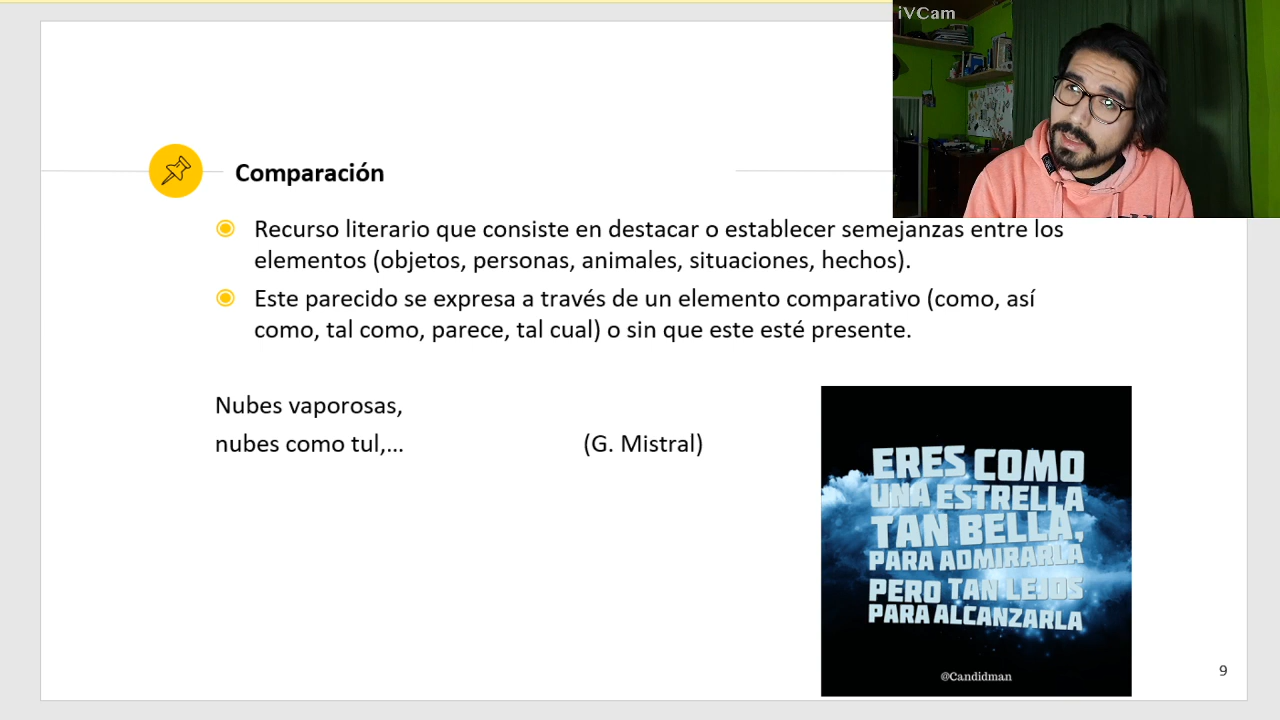 iVCam
Comparación
Recurso literario que consiste en destacar o establecer semejanzas entre los
elementos (objetos, personas, animales, situaciones, hechos).
Este parecido se expresa a través de un elemento comparativo (como, así
como, tal como, parece, tal cual) o sin que este esté presente.
Nubes vaporosas,
nubes como tul,... (G. Mistral)
ERES COMO
UNA ESTRELLA
TAN BELLA,
PARA ADMIRARLA
PERO TAN LEJOS
PARA ALCANZARLA
@Candidman
9